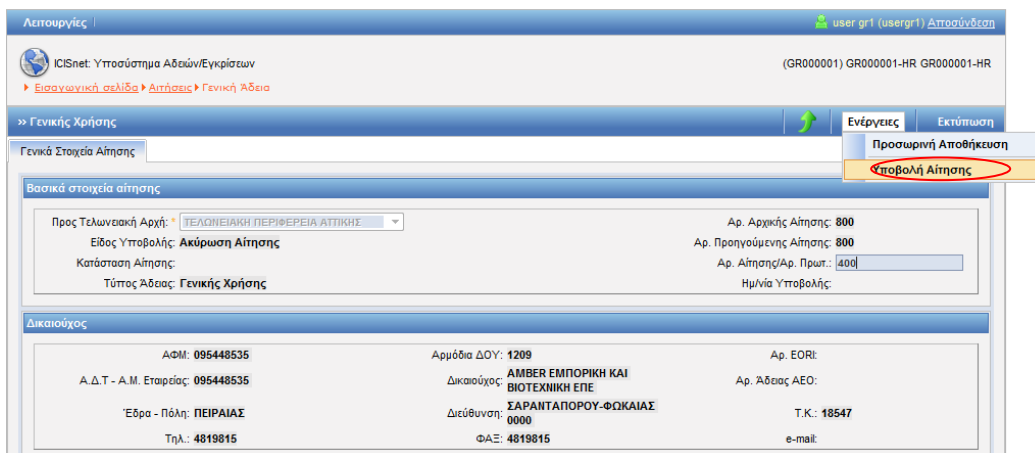 Λειτουργίες
user gr1 (usergr1) Αποσύνδεση
ICISnet: Υποσύστημα Αδειών/Εγκρίσεων
(GR000001) GR000001-HR GR000001-HR
Εισαγωγική σελίδα Αιτήσεις Γενική Άδεια
» Γενικής Χρήσης
Ενέργειες Εκτύπωση
Προσωρινή Αποθήκευση
Υποβολή Αίτησης
Γενικά Στοιχεία Αίτησης
Βασικά στοιχεία αίτησης
Προς Τελωνειακή Αρχή: * ΤΕΛΩΝΕΙΑΚΗ ΠΕΡΙΦΕΡΕΙΑ ΑΤΤΙΚΗΣ Αρ. Αρχικής Αίτησης: 800
Είδος Υποβολής: Ακύρωση Αίτησης Αρ. Προηγούμενης Αίτησης: 800
Κατάσταση Αίτησης: Αρ. Αίτησης/Αρ. Πρωτ.: 400
Τύπος Άδειας: Γενικής Χρήσης Ημ/νία Υποβολής:
Δικαιούχος
ΑΦΜ: 095448535 Αρμόδια ΔΟΥ: 1209 Αρ. EORI:
Α.Δ.Τ - Α.Μ. Εταιρείας: 095448535 Δικαιούχος: AMBER ΕΜΠΟΡΙΚΗ ΚΑΙ ΒΙΟΤΕΧΝΙΚΗ ΕΠΕ Αρ. Άδειας ΑΕΟ:
Έδρα - Πόλη: ΠΕΙΡΑΙΑΣ Διεύθυνση: ΣΑΡΑΝΤΑΠΟΡΟΥ-ΦΩΚΑΙΑΣ 0000 Τ.Κ.: 18547
Τηλ.: 4819815 ΦΑΞ: 4819815 e-mail: